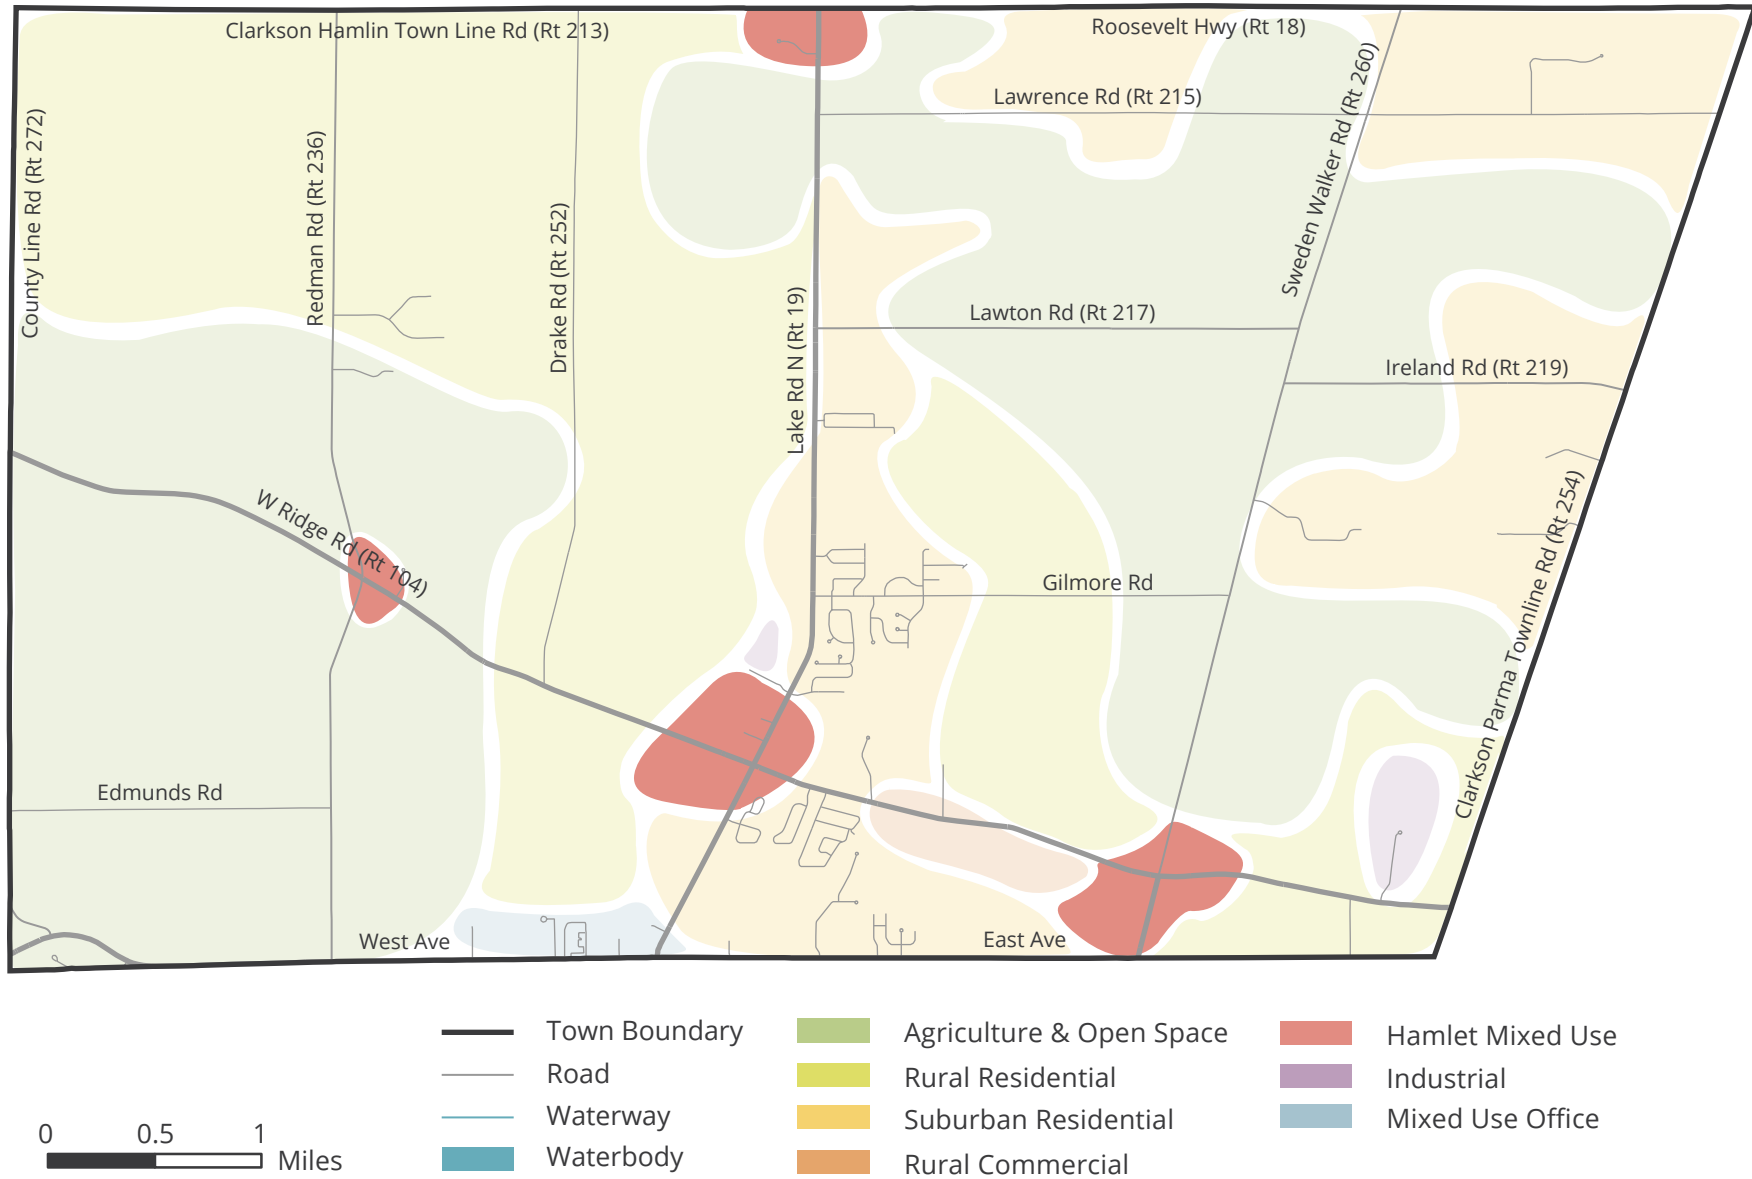 Clarkson Hamlin Town Line Rd (Rt 213)
Roosevelt Hwy (Rt 18)
Lawrence Rd (Rt 215)
County Line Rd (Rt 272)
Redman Rd (Rt 236)
Drake Rd (Rt 252)
Lake Rd N (Rt 19)
Sweden Walker Rd (Rt 260)
Lawton Rd (Rt 217)
Ireland Rd (Rt 219)
W Ridge Rd (Rt 104)
Gilmore Rd
Clarkson Parma Townline Rd (Rt 254)
Edmunds Rd
West Ave
East Ave
Town Boundary
Road
Waterway
Waterbody
Agriculture & Open Space
Rural Residential
Suburban Residential
Rural Commercial
Hamlet Mixed Use
Industrial
Mixed Use Office
0 0.5 1
Miles